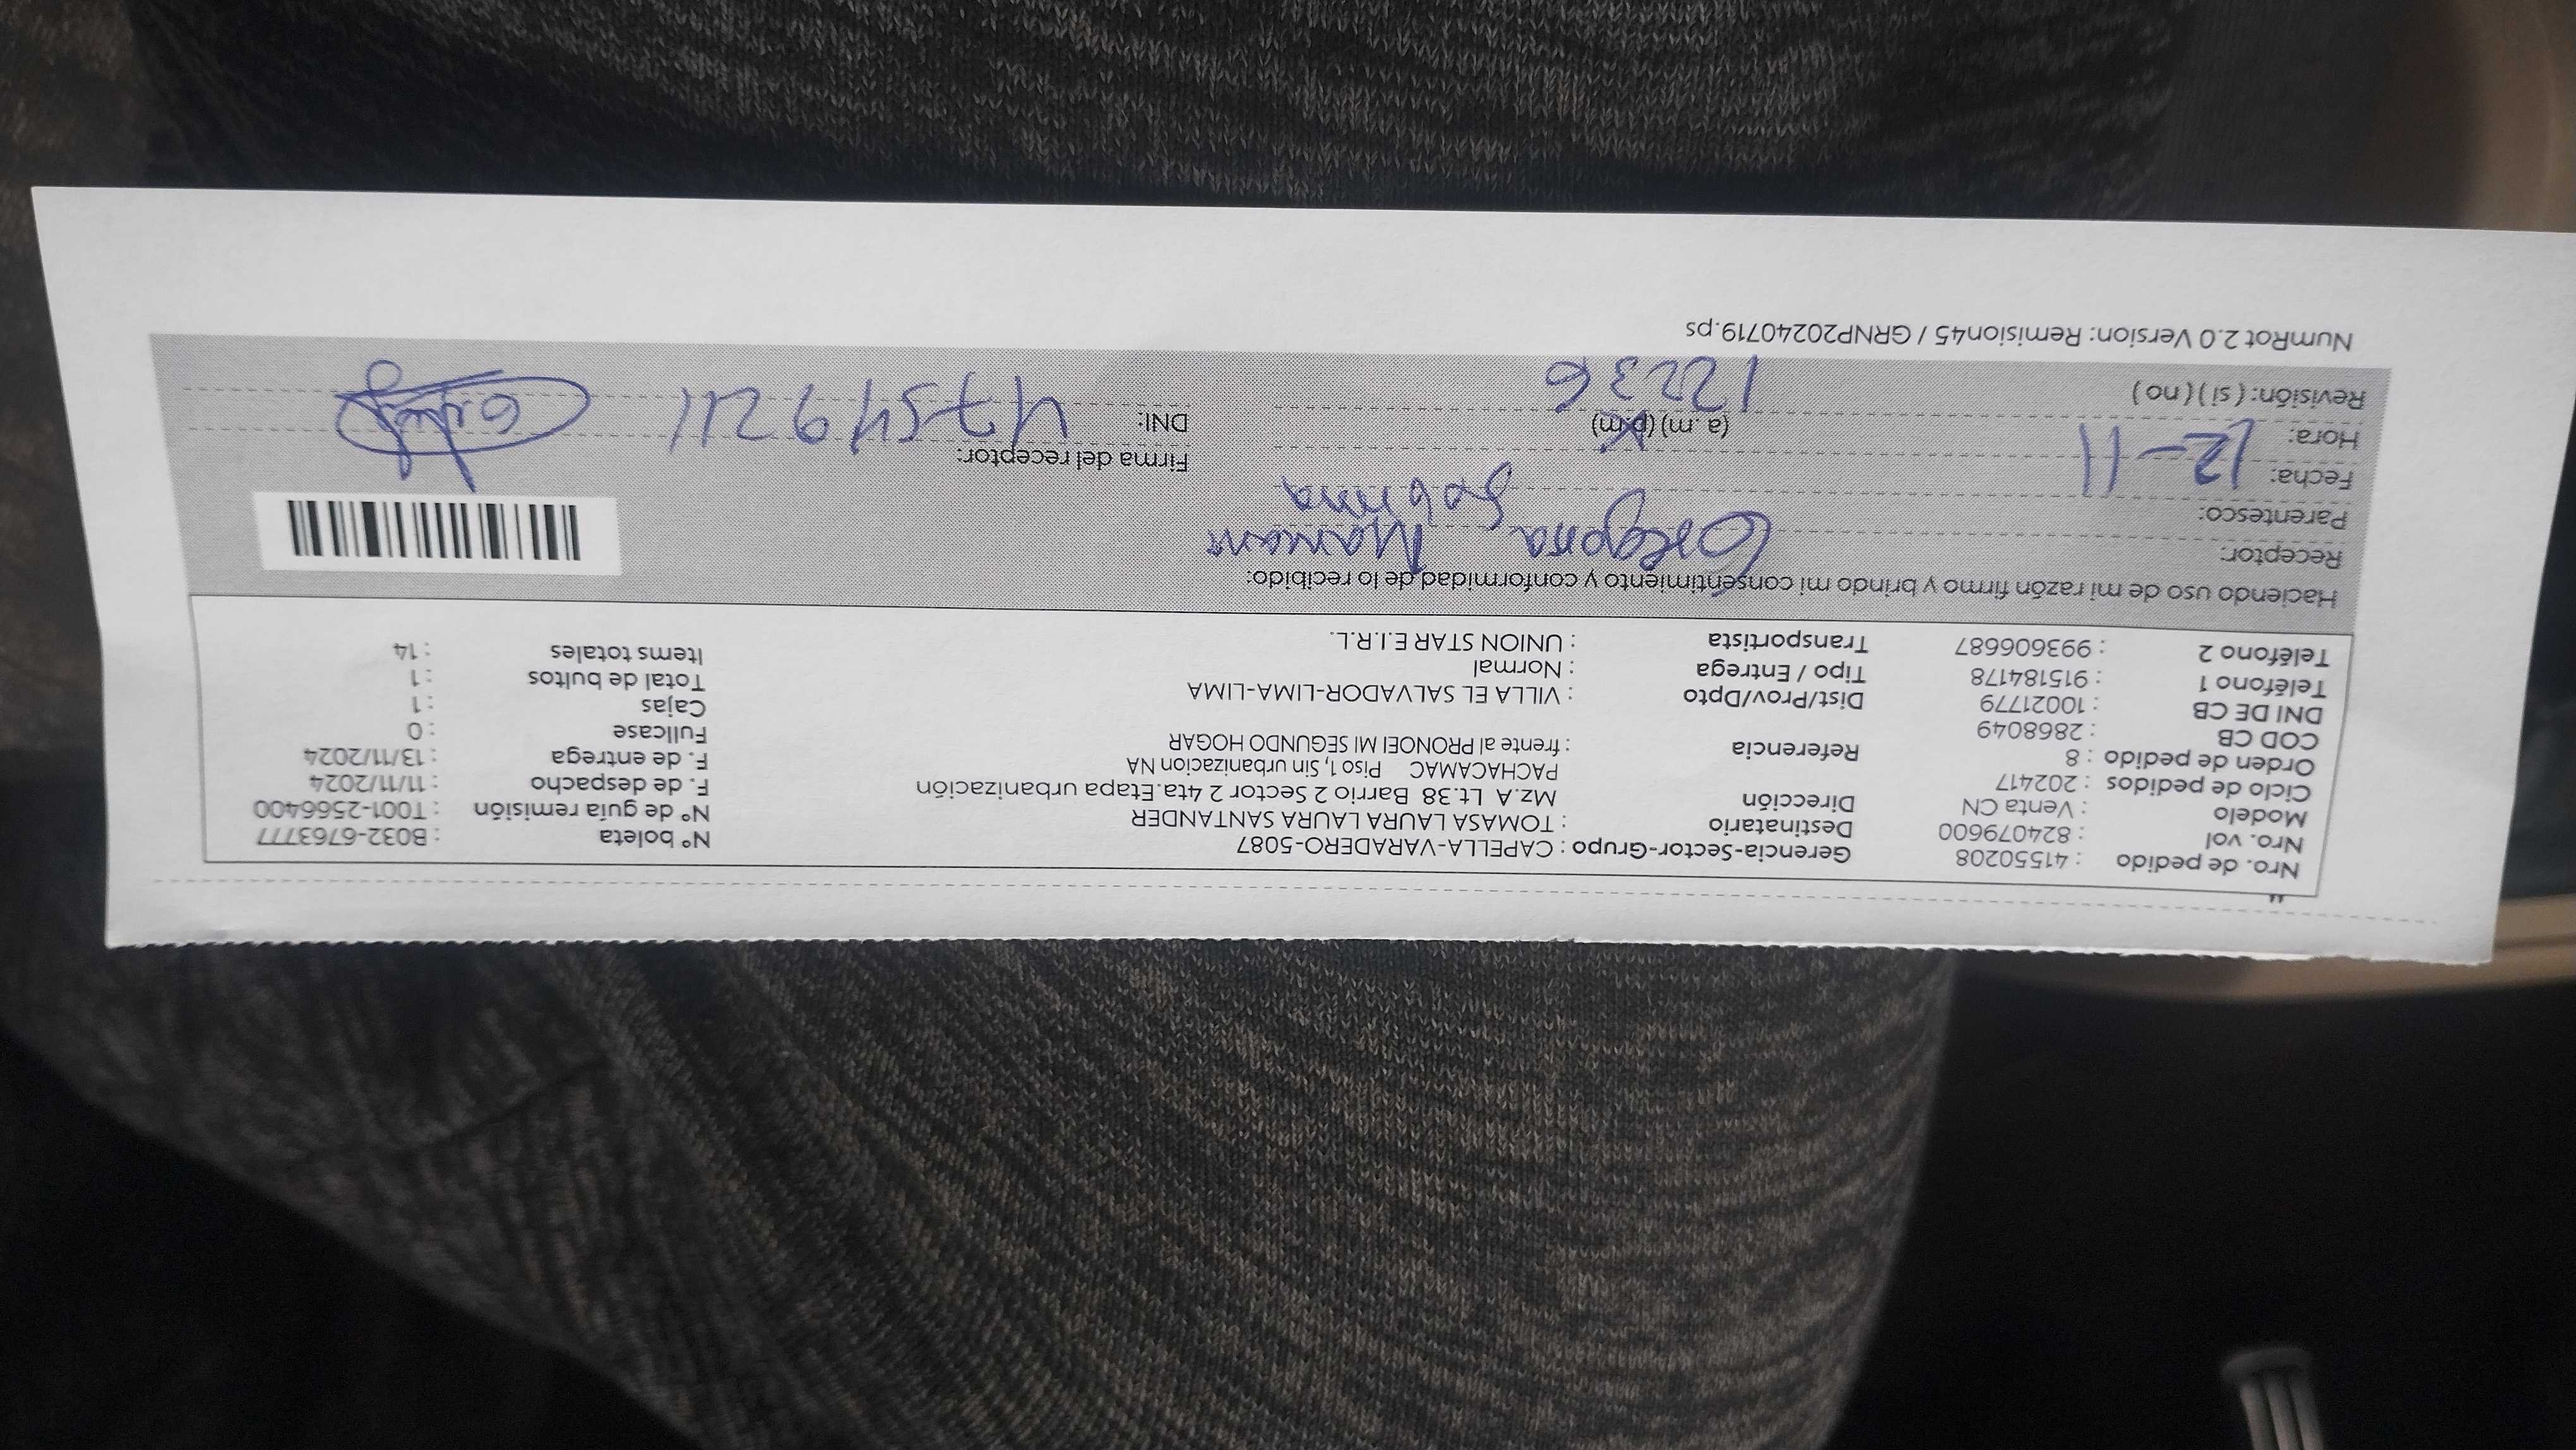 Nro. de pedido : 41550208 Gerencia-Sector-Grupo : CAPELLA-VARADERO-5087 N° boleta : B032-6763777
Nro. vol : 824079600 Destinatario : TOMASA LAURA LAURA SANTANDER N° de guía remisión : T001-2566400
Modelo : Venta CN Dirección Mz.A Lt.38 Barrio 2 Sector 2 4ta.Etapa urbanización F. de despacho : 11/11/2024
Ciclo de pedidos : 202417 PACHACAMAC Piso 1, Sin urbanizacion NA F. de entrega : 13/11/2024
Orden de pedido : 8 Referencia : frente al PRONOEI MI SEGUNDO HOGAR Fullcase : 0
COD CB : 2868049 Cajas : 1
DNI DE CB : 10021779 Dist/Prov/Dpto : VILLA EL SALVADOR-LIMA-LIMA Total de bultos : 1
Teléfono 1 : 915184178 Tipo / Entrega : Normal Items totales : 14
Teléfono 2 : 993606687 Transportista : UNION STAR E.I.R.L.
Haciendo uso de mi razón firmo y brindo mi consentimiento y conformidad de lo recibido:
Receptor: Mamani
Parentesco: Sobrina
Fecha: 12-11 Firma del receptor:
Hora: (a. m) (p.m) DNI: 47549241
Revisión: ( si ) ( no ) 12236
NumRot 2.0 Version: Remision45 / GRNP20240719.ps